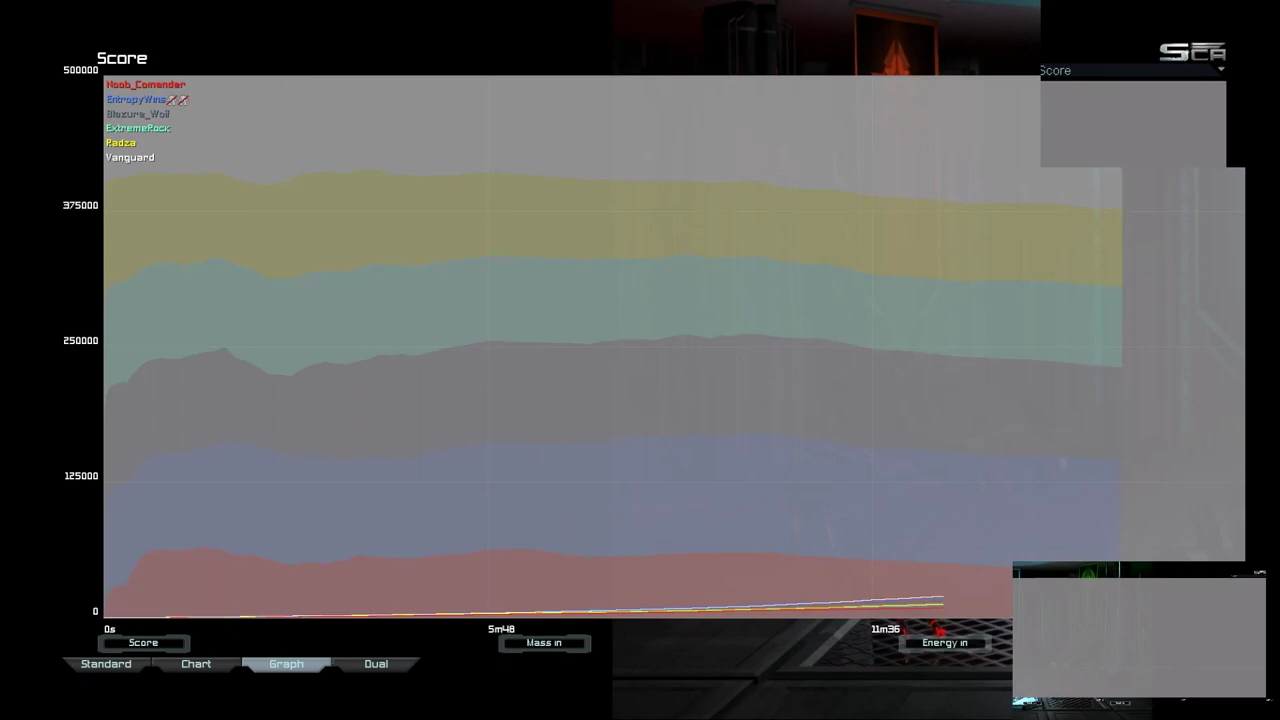 Score
500000
SCA
Score
Noob_Comander
EntropyWins
Blazure_Wolf
ExtremeRock
Radza
Vanguard
375000
250000
125000
0
0s
5m48
11m36
Score
Mass in
Energy in
Standard
Chart
Graph
Dual